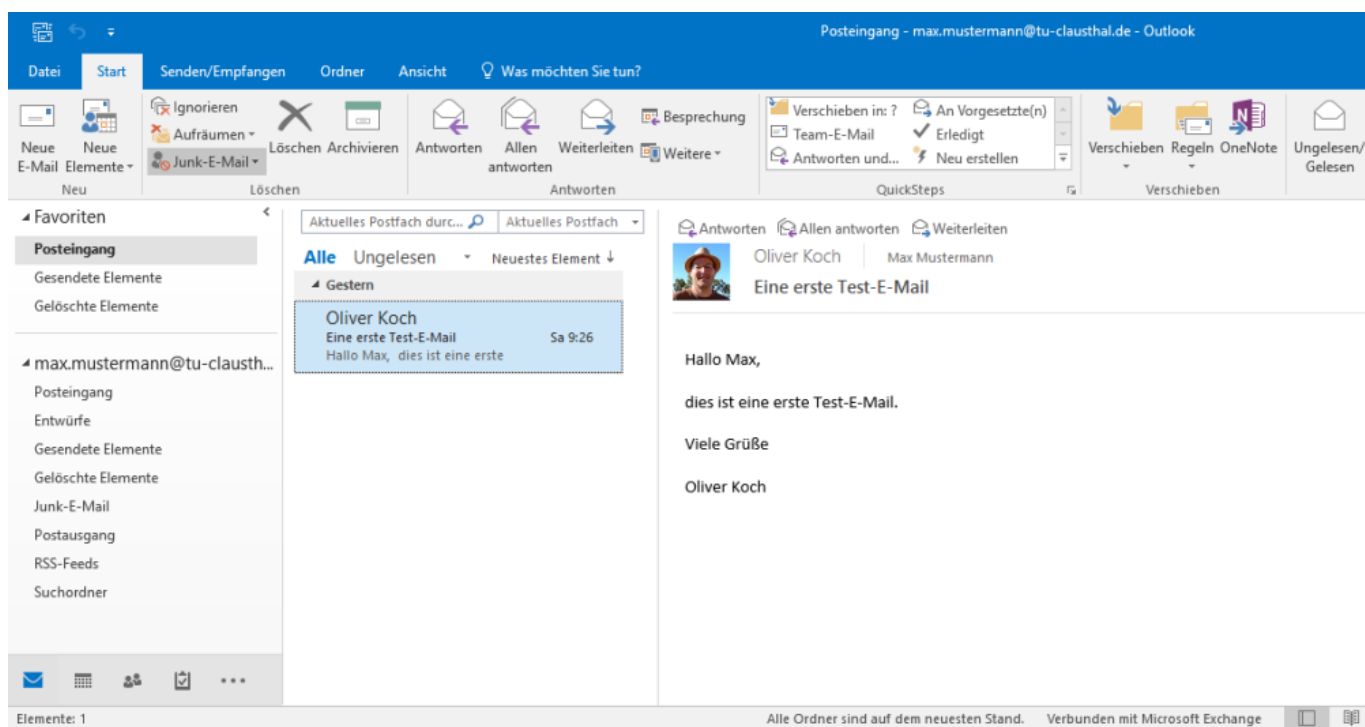 Posteingang - max.mustermann@tu-clausthal.de - Outlook
Datei Start Senden/Empfangen Ordner Ansicht Was möchten Sie tun?
Neue E-Mail
Neue Elemente
Ignorieren
Aufräumen
Junk-E-Mail
Löschen
Archivieren
Antworten
Allen antworten
Weiterleiten
Besprechung
Weitere
Verschieben in: ?
Team-E-Mail
Antworten und...
An Vorgesetzte(n)
Erledigt
Neu erstellen
Verschieben
Regeln
OneNote
Ungelesen/
Gelesen
Neu Löschen Antworten QuickSteps Verschieben
Favoriten
Posteingang
Gesendete Elemente
Gelöschte Elemente
max.mustermann@tu-clausth...
Posteingang
Entwürfe
Gesendete Elemente
Gelöschte Elemente
Junk-E-Mail
Postausgang
RSS-Feeds
Suchordner
Aktuelles Postfach durc... Aktuelles Postfach
Alle Ungelesen Neuestes Element
Gestern
Oliver Koch
Eine erste Test-E-Mail Sa 9:26
Hallo Max, dies ist eine erste
Antworten Allen antworten Weiterleiten
Oliver Koch Max Mustermann
Eine erste Test-E-Mail
Hallo Max,
dies ist eine erste Test-E-Mail.
Viele Grüße
Oliver Koch
Elemente: 1 Alle Ordner sind auf dem neuesten Stand. Verbunden mit Microsoft Exchange